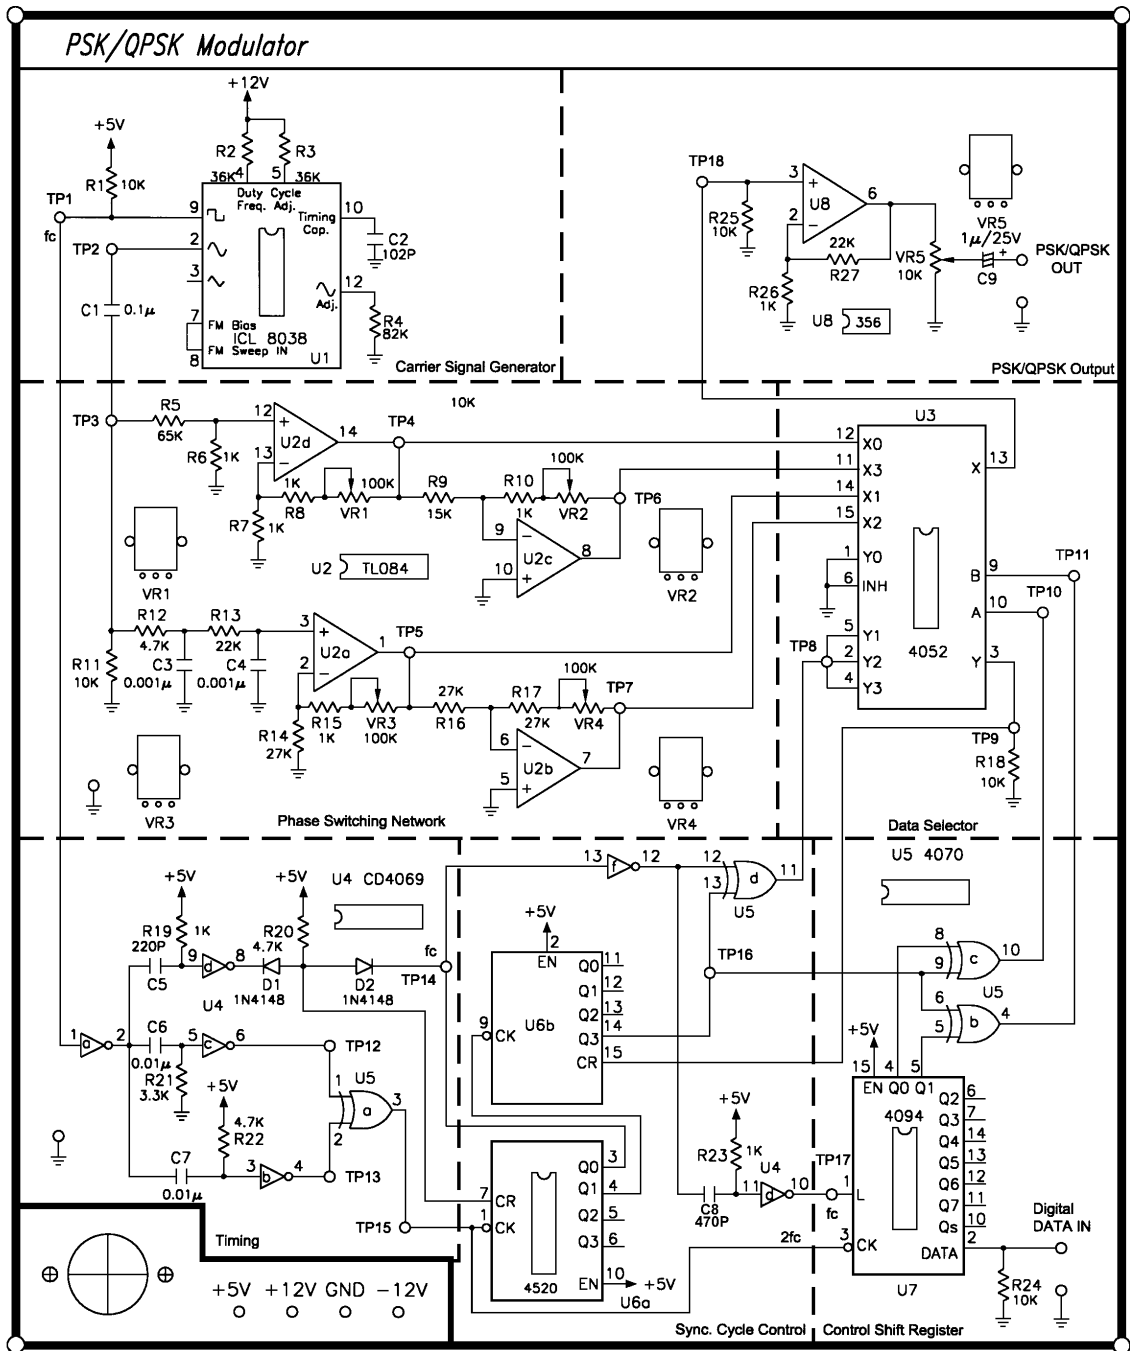 PSK/QPSK Modulator
+12V
+5V
R2
R3
36K
4
5
36K
R1
10K
TP1
fc
TP2
Duty Cycle
Freq. Adj.
9
2
3
7
8
Timing
Cap.
10
C2
102P
12
Adj.
R4
82K
C1
0.1μ
FM Bias
ICL 8038
FM Sweep IN
U1
Carrier Signal Generator
TP18
3
+
U8
6
2
−
R25
10K
22K
R27
R26
1K
VR5
10K
VR5
1μ/25V
+
C9
PSK/QPSK
OUT
U8
356
PSK/QPSK Output
TP3
R5
65K
R6
1K
10K
12
+
U2d
14
13
−
TP4
1K
R8
100K
VR1
R7
1K
R9
15K
R10
1K
100K
VR2
TP6
9
−
U2c
8
10
+
VR1
U2
TL084
VR2
R12
4.7K
R13
22K
R11
10K
C3
0.001μ
C4
0.001μ
3
+
U2a
1
2
−
TP5
R15
1K
VR3
100K
R14
27K
27K
R16
R17
27K
100K
VR4
TP7
6
−
U2b
7
5
+
VR3
VR4
Phase Switching Network
U3
12
X0
11
X3
14
X1
15
X2
1
Y0
6
INH
5
Y1
2
Y2
4
Y3
X
13
B
9
A
10
Y
3
4052
TP11
TP10
TP8
TP9
R18
10K
Data Selector
+5V
+5V
U4 CD4069
R19
1K
R20
4.7K
220P
C5
9
d
8
D1
1N4148
D2
1N4148
fc
TP14
U4
1
a
2
C6
0.01μ
5
c
6
TP12
R21
3.3K
+5V
4.7K
R22
C7
0.01μ
3
b
4
TP13
1
U5
a
2
3
TP15
Timing
+5V +12V GND −12V
13
f
12
12
13
d
11
U5
+5V
2
EN
9
CK
U6b
Q0
11
Q1
12
Q2
13
Q3
14
CR
15
TP16
7
CR
1
CK
Q0
3
Q1
4
Q2
5
Q3
6
EN
10
+5V
4520
U6a
+5V
R23
1K
C8
470P
11
d
10
U4
TP17
fc
2fc
Sync. Cycle Control
U5 4070
8
9
c
10
U5
6
5
b
4
+5V
15
4
5
EN Q0 Q1
4094
Q2
6
Q3
7
Q4
14
Q5
13
Q6
12
Q7
11
Qs
10
DATA
2
1
L
3
CK
U7
Digital
DATA IN
R24
10K
Control Shift Register